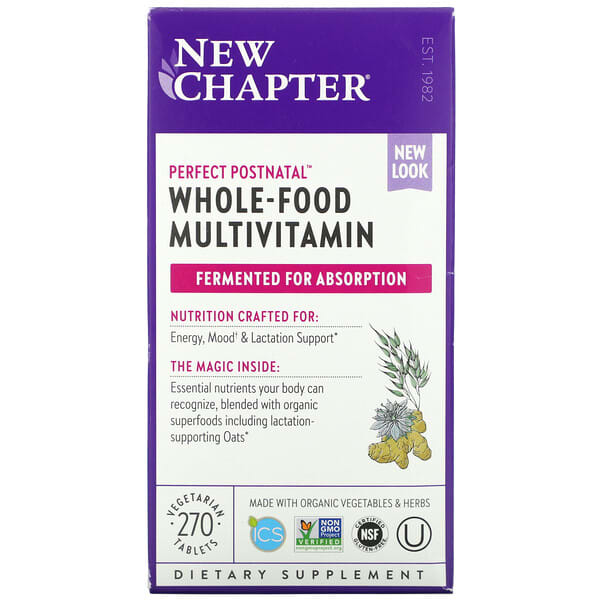 NEW
CHAPTER®
EST. 1982
NEW
LOOK
PERFECT POSTNATAL™
WHOLE-FOOD
MULTIVITAMIN
FERMENTED FOR ABSORPTION
NUTRITION CRAFTED FOR:
Energy, Mood† & Lactation Support*
THE MAGIC INSIDE:
Essential nutrients your body can
recognize, blended with organic
superfoods including lactation-
supporting Oats*
VEGETARIAN
270
TABLETS
MADE WITH ORGANIC VEGETABLES & HERBS
ICS
NON
GMO
Project
VERIFIED
nongmoproject.org
CERTIFIED
NSF
GLUTEN-FREE
U
DIETARY SUPPLEMENT